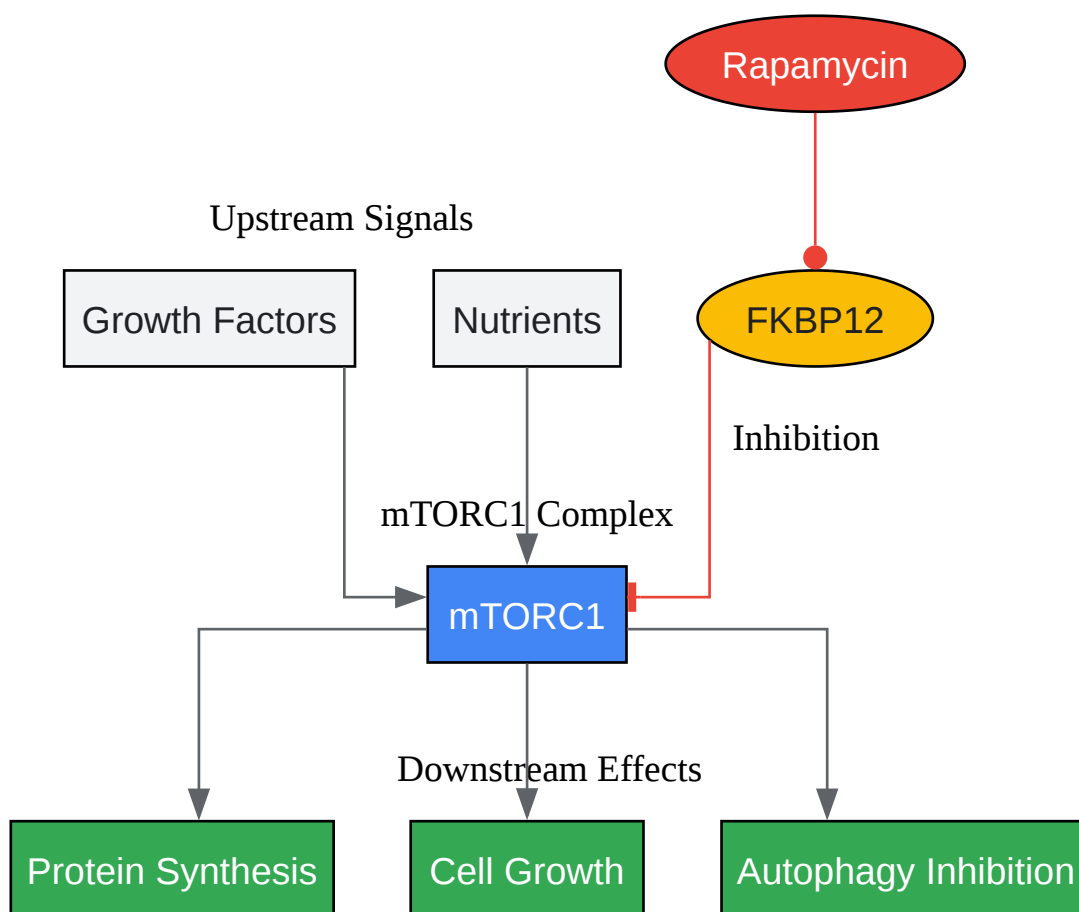 Rapamycin
Upstream Signals
Growth Factors
Nutrients
FKBP12
Inhibition
mTORC1 Complex
mTORC1
Downstream Effects
Protein Synthesis
Cell Growth
Autophagy Inhibition